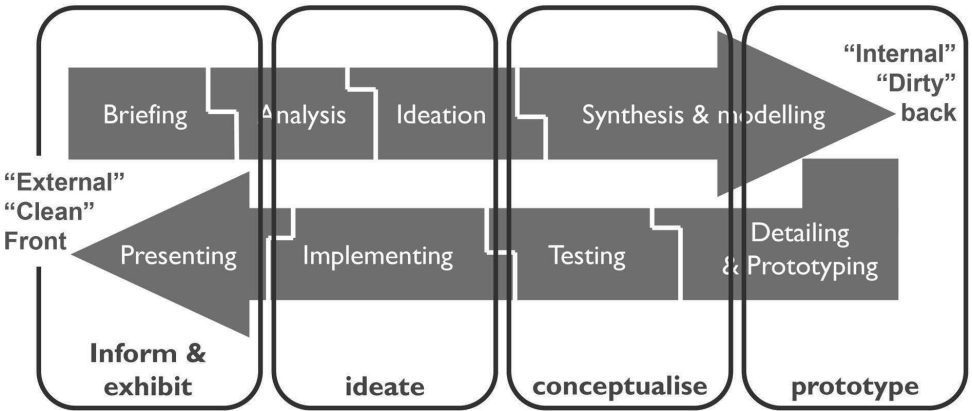 Briefing
Analysis
Ideation
Synthesis & modelling
“Internal”
“Dirty”
back
“External”
“Clean”
Front
Presenting
Implementing
Testing
Detailing
& Prototyping
Inform &
exhibit
ideate
conceptualise
prototype